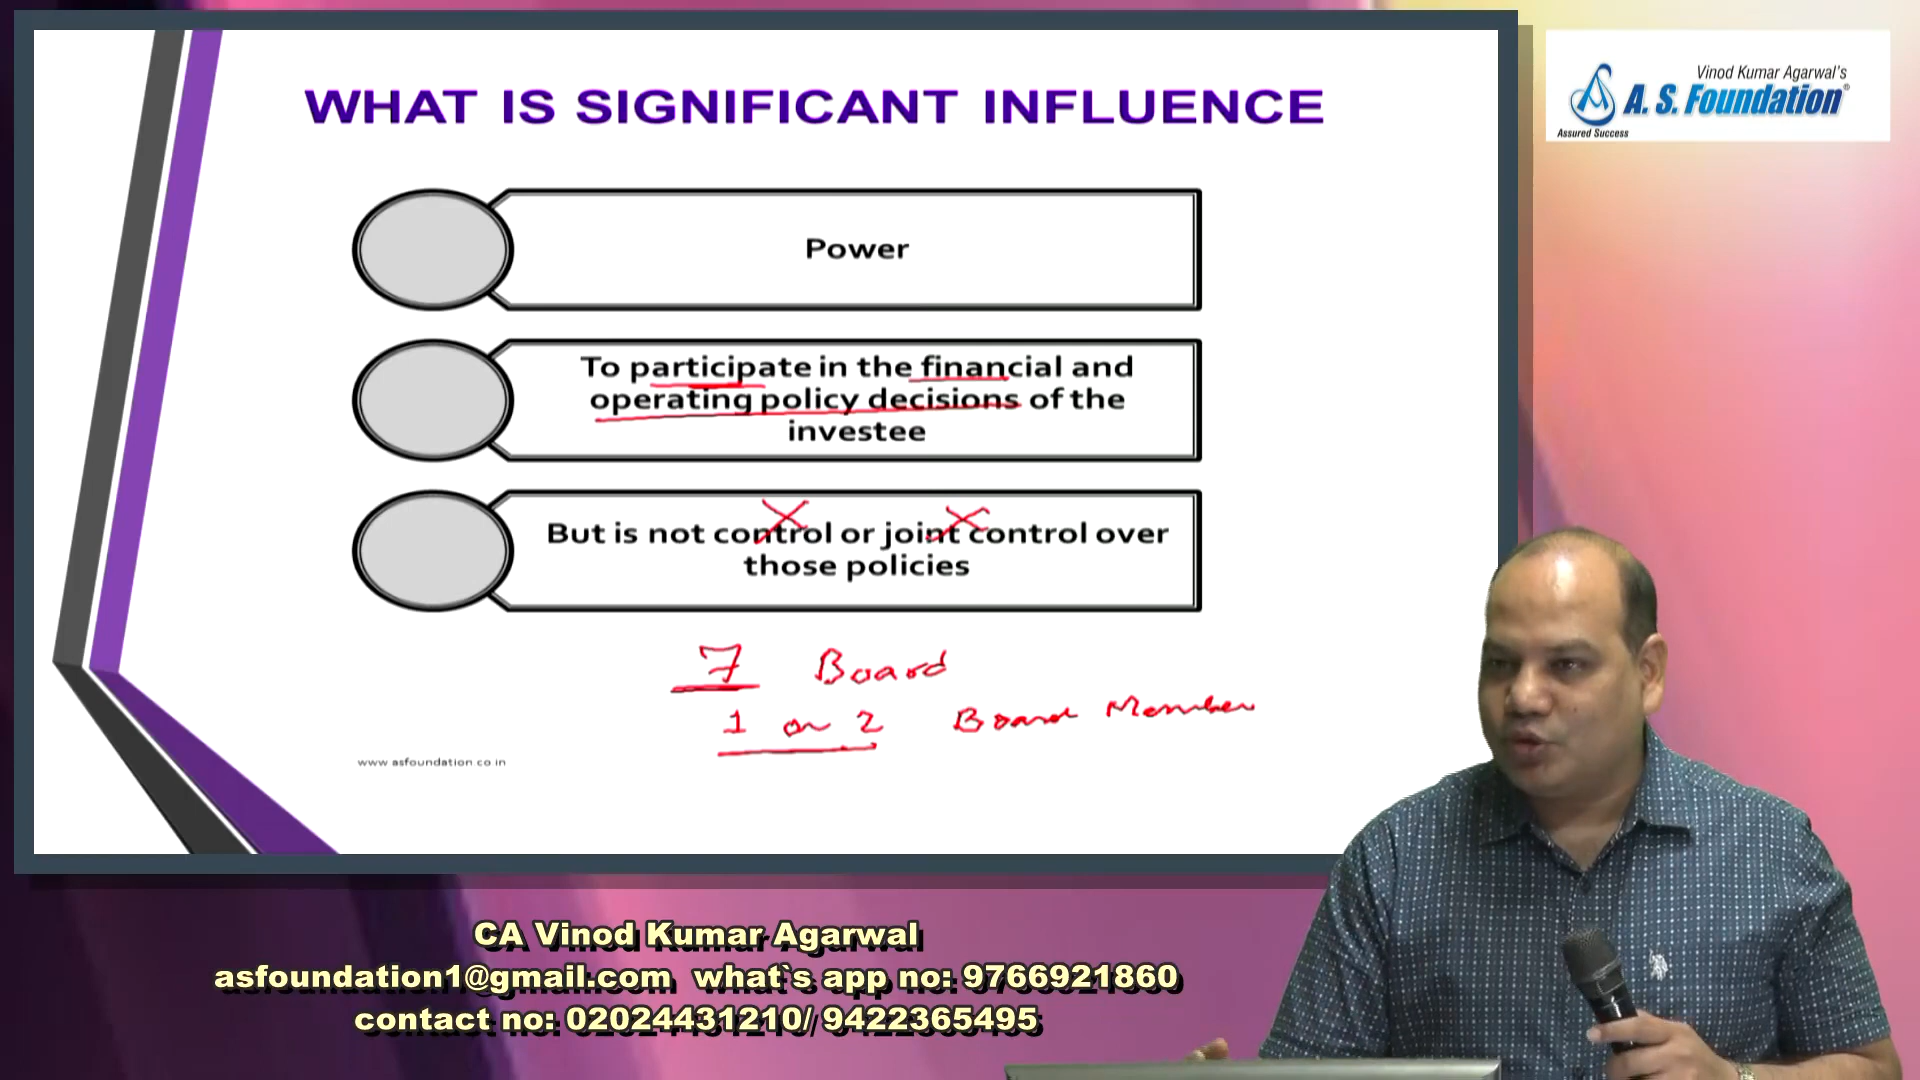 WHAT IS SIGNIFICANT INFLUENCE
Vinod Kumar Agarwal's
A. S. Foundation®
Assured Success
Power
To participate in the financial and
operating policy decisions of the
investee
But is not control or joint control over
those policies
7 Board
1 or 2 Board Member
www asfoundation co in
CA Vinod Kumar Agarwal
asfoundation1@gmail.com what`s app no: 9766921860
contact no: 02024431210/ 9422365495